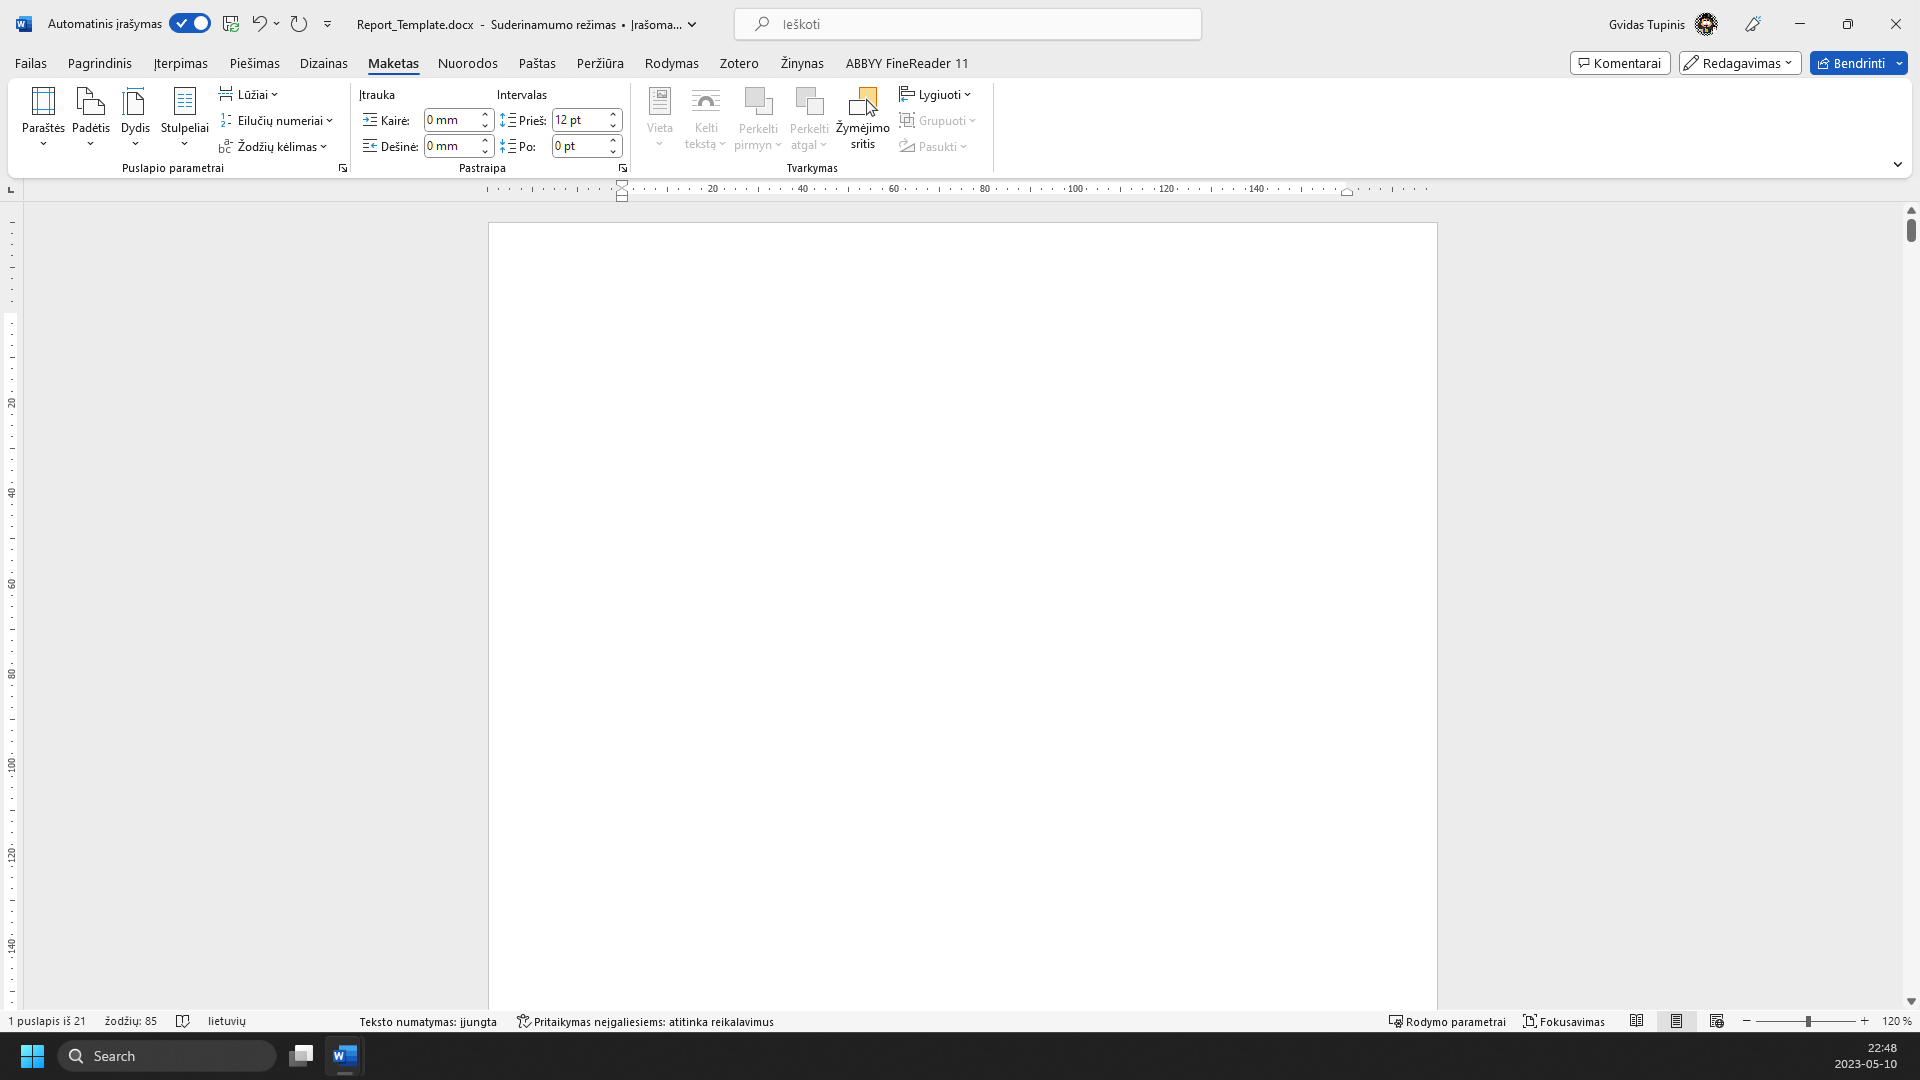 Automatinis įrašymas
Report_Template.docx - Suderinamumo režimas • Įrašoma...
Ieškoti
Gvidas Tupinis
Failas Pagrindinis Įterpimas Piešimas Dizainas Maketas Nuorodos Paštas Peržiūra Rodymas Zotero Žinynas ABBYY FineReader 11
Komentarai Redagavimas Bendrinti
Paraštės
Padėtis
Dydis
Stulpeliai
Lūžiai
Eilučių numeriai
Žodžių kėlimas
Puslapio parametrai
Įtrauka
Intervalas
Kairė: 0 mm
Prieš: 12 pt
Dešinė: 0 mm
Po: 0 pt
Pastraipa
Vieta
Kelti
tekstą
Perkelti
pirmyn
Perkelti
atgal
Žymėjimo
sritis
Lygiuoti
Grupuoti
Pasukti
Tvarkymas
20 40 60 80 100 120 140
20
40
60
80
100
120
140
1 puslapis iš 21 žodžių: 85 lietuvių Teksto numatymas: įjungta Pritaikymas neįgaliesiems: atitinka reikalavimus Rodymo parametrai Fokusavimas 120 %
Search
22:48
2023-05-10